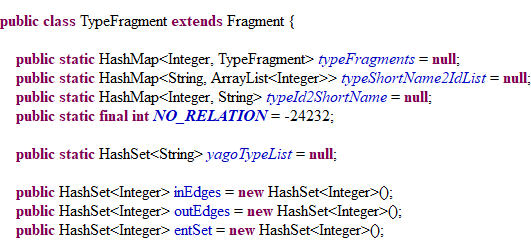 public class TypeFragment extends Fragment {
public static HashMap<Integer, TypeFragment> typeFragments = null;
public static HashMap<String, ArrayList<Integer>> typeShortName2IdList = null;
public static HashMap<Integer, String> typeId2ShortName = null;
public static final int NO_RELATION = -24232;
public static HashSet<String> yagoTypeList = null;
public HashSet<Integer> inEdges = new HashSet<Integer>();
public HashSet<Integer> outEdges = new HashSet<Integer>();
public HashSet<Integer> entSet = new HashSet<Integer>();